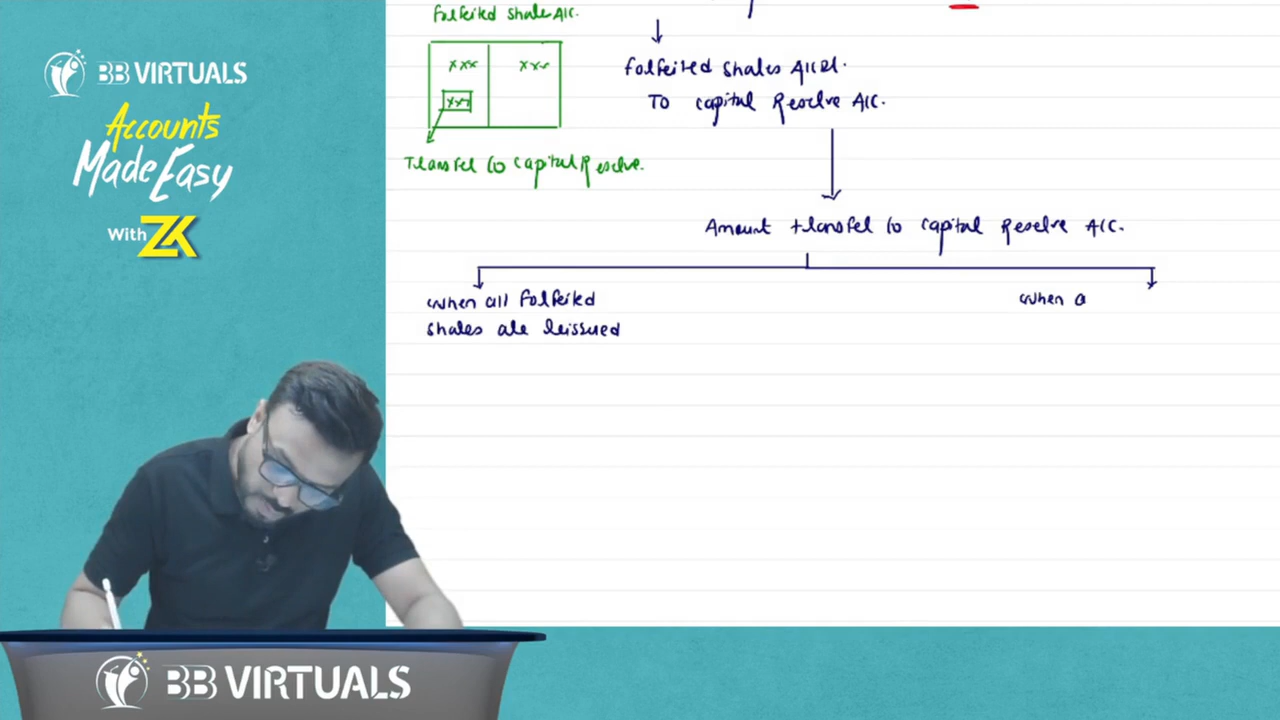 BB VIRTUALS
Accounts
Made Easy
With ZK
Forfeited Share A/C.
xxx xxx
xxx
Transfer to Capital Reserve.
Forfeited Shares A/C Dr.
To Capital Reserve A/C.
Amount transfer to Capital Reserve A/C.
When all Forfeited
Shares are reissued
When a
BB VIRTUALS